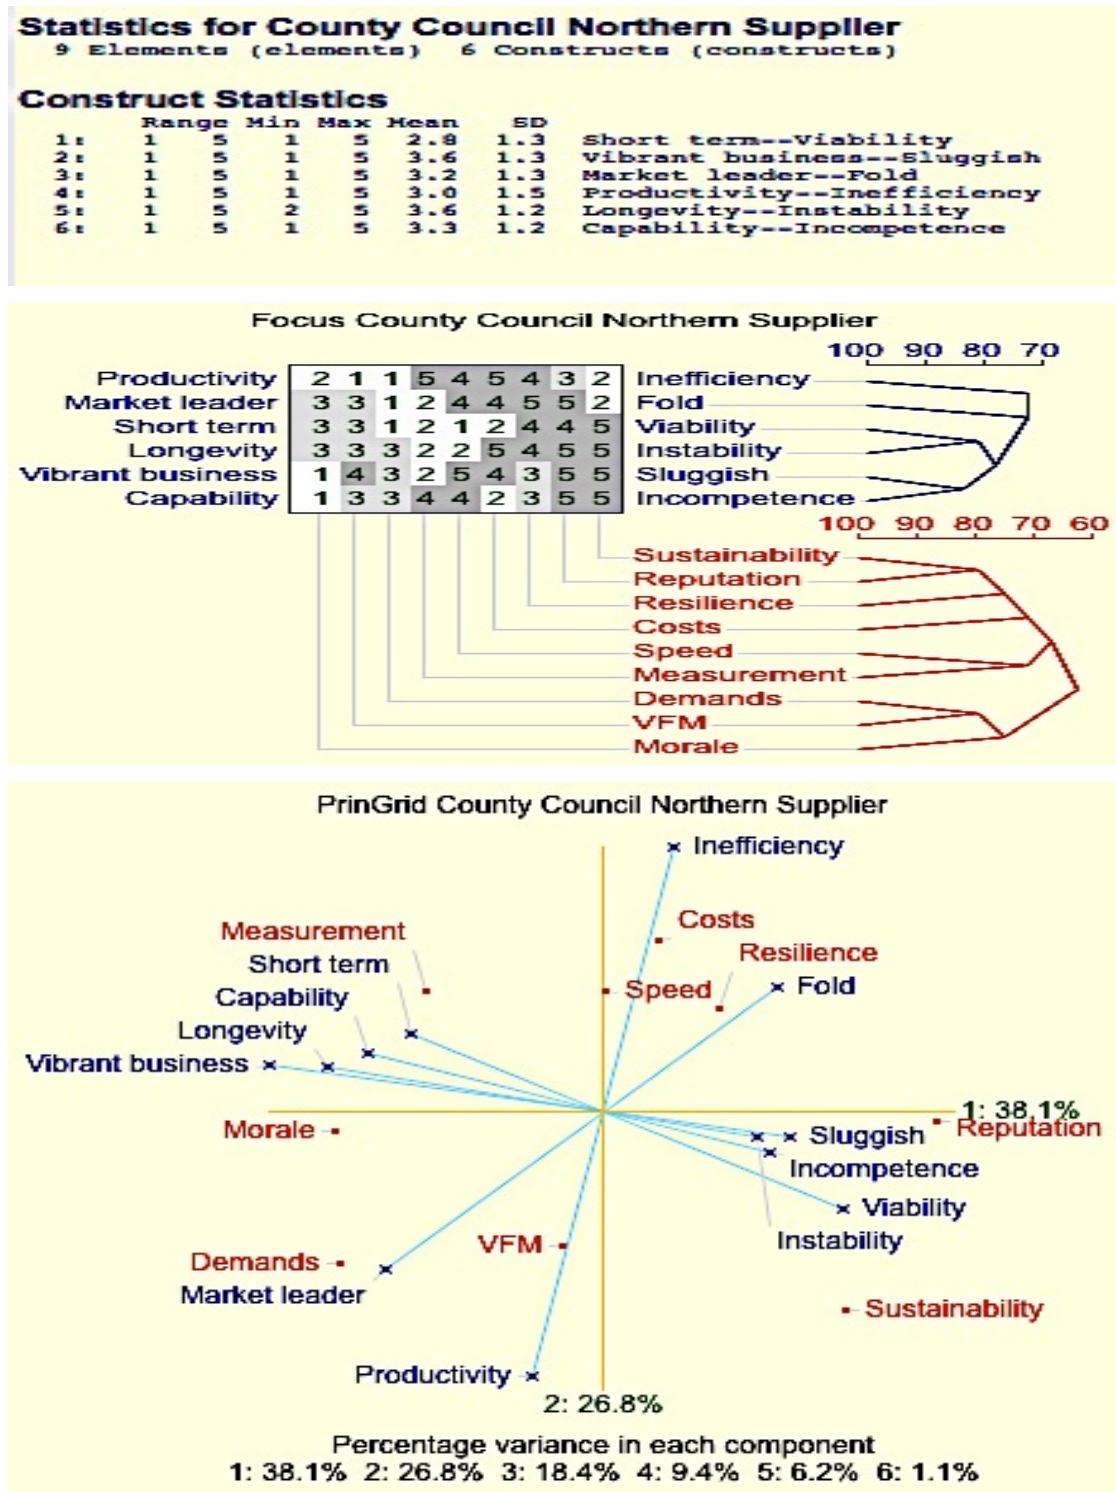 Statistics for County Council Northern Supplier
9 Elements (elements) 6 Constructs (constructs)
Construct Statistics
Range Min Max Mean SD
1: 1 5 1 5 2.8 1.3 Short term--Viability
2: 1 5 1 5 3.6 1.3 Vibrant business--Sluggish
3: 1 5 1 5 3.2 1.3 Market leader--Fold
4: 1 5 1 5 3.0 1.5 Productivity--Inefficiency
5: 1 5 2 5 3.6 1.2 Longevity--Instability
6: 1 5 1 5 3.3 1.2 Capability--Incompetence
Focus County Council Northern Supplier
100 90 80 70
Productivity 2 1 1 5 4 5 4 3 2 Inefficiency
Market leader 3 3 1 2 4 4 5 5 2 Fold
Short term 3 3 1 2 1 2 4 4 5 Viability
Longevity 3 3 3 2 2 5 4 5 5 Instability
Vibrant business 1 4 3 2 5 4 3 5 5 Sluggish
Capability 1 3 3 4 4 2 3 5 5 Incompetence
100 90 80 70 60
Sustainability
Reputation
Resilience
Costs
Speed
Measurement
Demands
VFM
Morale
PrinGrid County Council Northern Supplier
Inefficiency
Costs
Measurement
Resilience
Short term
Capability
Speed
Fold
Longevity
Vibrant business
1: 38.1%
Morale
Reputation
Sluggish
Incompetence
Viability
VFM
Instability
Demands
Market leader
Sustainability
Productivity
2: 26.8%
Percentage variance in each component
1: 38.1% 2: 26.8% 3: 18.4% 4: 9.4% 5: 6.2% 6: 1.1%